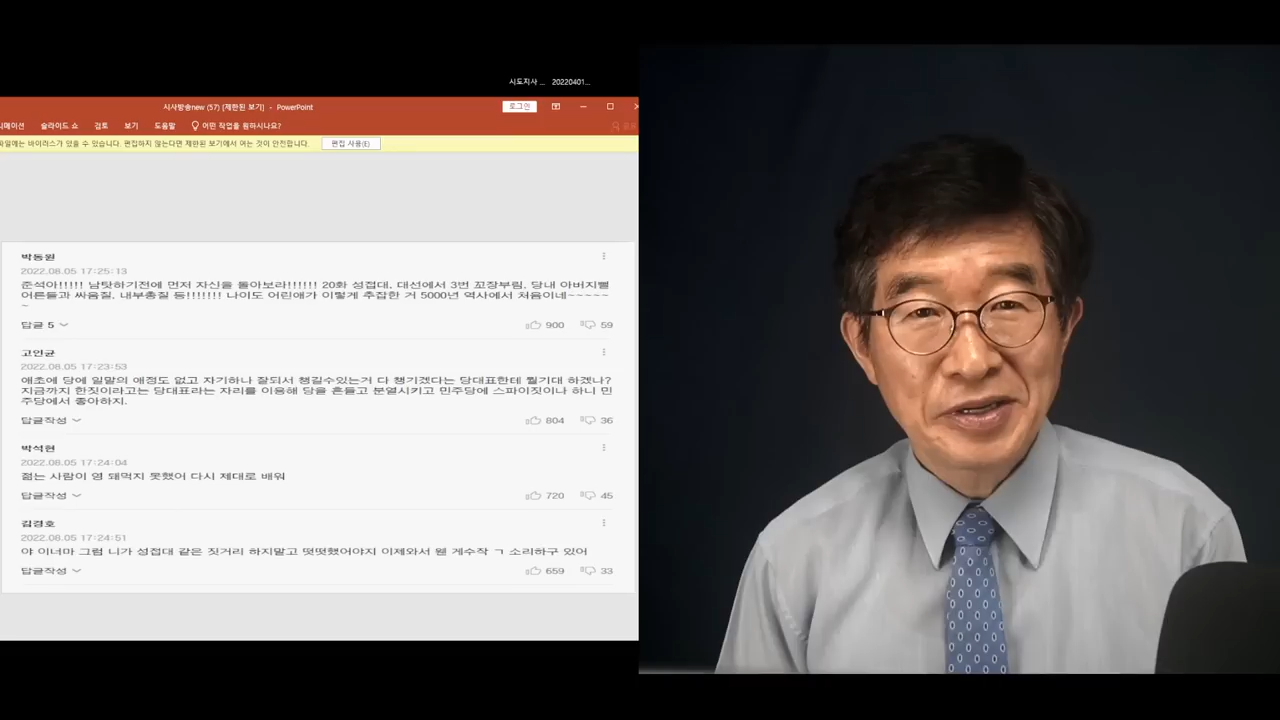 시도지사 ... 20220401...
시사방송new (57) [제한된 보기] - PowerPoint
로그인
니메이션 슬라이드 쇼 검토 보기 도움말 어떤 작업을 원하시나요?
파일에는 바이러스가 있을 수 있습니다. 편집하지 않는다면 제한된 보기에서 여는 것이 안전합니다. 편집 사용(E)
박동원
2022.08.05 17:25:13
준석아!!!!! 남탓하기전에 먼저 자신을 돌아보라!!!!!! 20화 성접대, 대선에서 3번 꼬장부림, 당내 아버지뻘
어른들과 싸움질, 내부총질 등!!!!!!! 나이도 어린애가 이렇게 추잡한 거 5000년 역사에서 처음이네~~~~~
~
답글 5
900 59
고인균
2022.08.05 17:23:53
애초에 당에 일말의 애정도 없고 자기하나 잘되서 챙길수있는거 다 챙기겠다는 당대표한테 뭘기대 하겠나?
지금까지 한짓이라고는 당대표라는 자리를 이용해 당을 흔들고 분열시키고 민주당에 스파이짓이나 하니 민
주당에서 좋아하지.
답글작성
804 36
박석현
2022.08.05 17:24:04
젊는 사람이 영 돼먹지 못했어 다시 제대로 배워
답글작성
720 45
김경호
2022.08.05 17:24:51
야 이너마 그럼 니가 성접대 같은 짓거리 하지말고 떳떳했어야지 이제와서 웬 게수작 ㄱ 소리하구 있어
답글작성
659 33